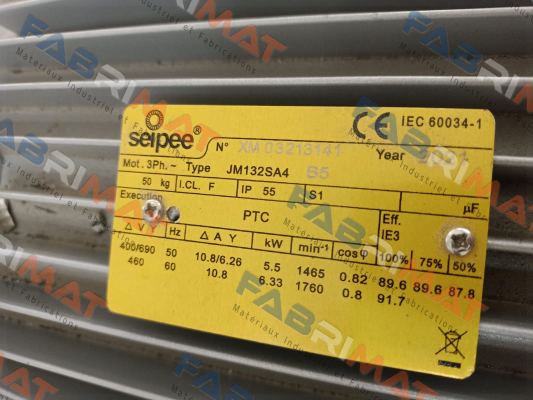 FABRIMAT
Matériaux Industriel et Fabrications
seipee®
N° XM 03213141
Year
CE IEC 60034-1
Mot. 3Ph. ~ Type JM132SA4 B5
50 kg I.CL. F IP 55 S1 µF
Execution PTC Eff. IE3
Δ V Y Hz Δ A Y kW min⁻¹ cosφ 100% 75% 50%
400/690 50 10.8/6.26 5.5 1465 0.82 89.6 89.6 87.8
460 60 10.8 6.33 1760 0.8 91.7